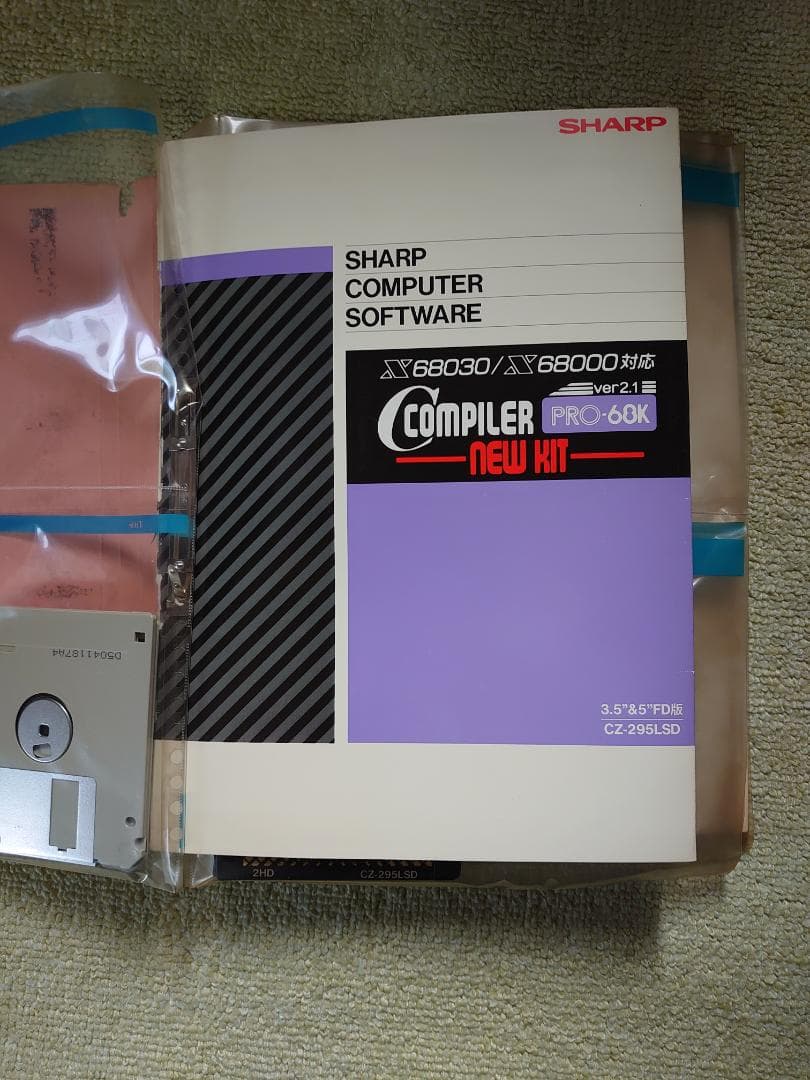 SHARP
SHARP
COMPUTER
SOFTWARE
X68030/X68000対応
ver2.1
C COMPILER PRO-68K
NEW KIT
3.5"&5"FD版
CZ-295LSD
D5041187A4
2HD CZ-295LSD